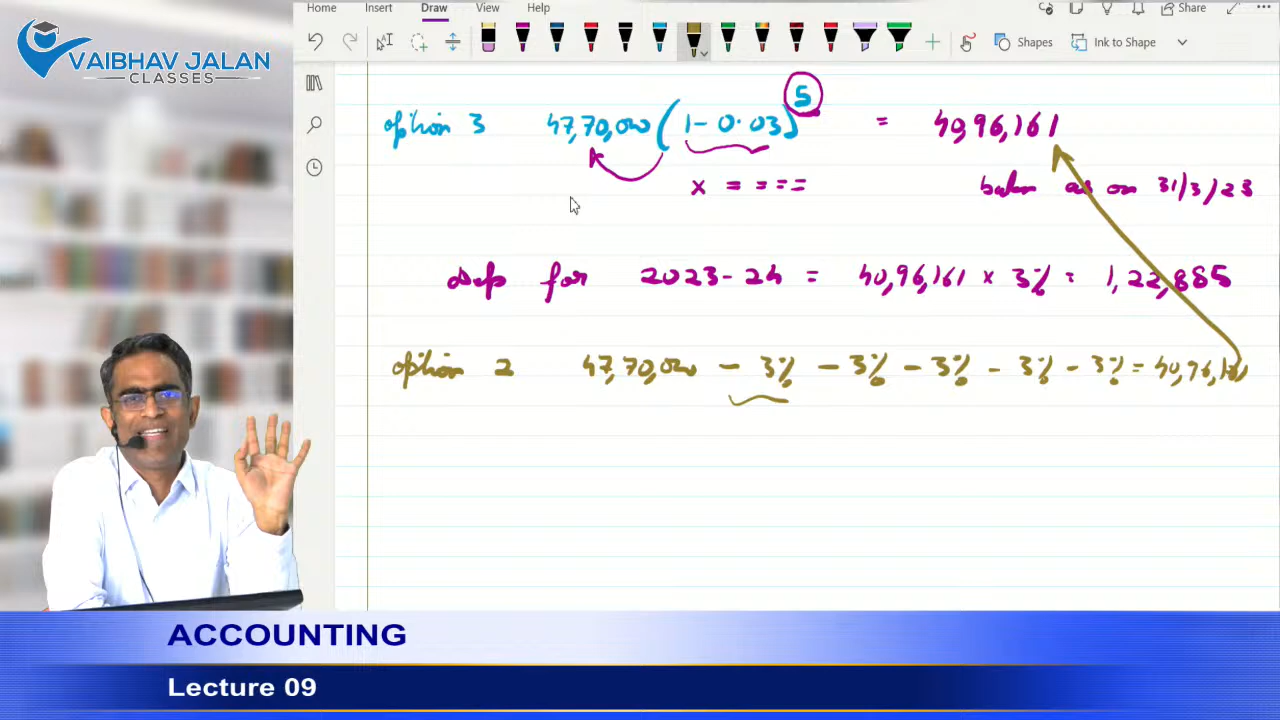 VAIBHAV JALAN
CLASSES
Home Insert Draw View Help
Share
Shapes Ink to Shape
option 3 47,70,000 (1 - 0.03) 5 = 40,96,161
x = = = =
balan as on 31/3/23
Dep for 2023-24 = 40,96,161 x 3% = 1,22,885
option 2 47,70,000 - 3% - 3% - 3% - 3% - 3% = 40,96,161
ACCOUNTING
Lecture 09